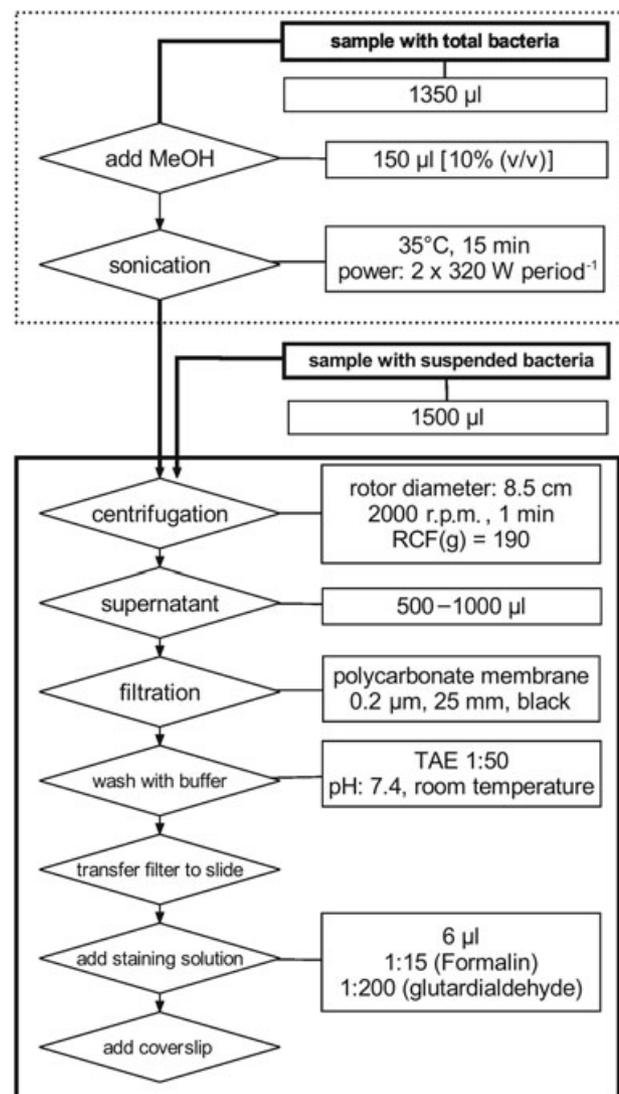 sample with total bacteria
1350 µl
add MeOH
150 µl [10% (v/v)]
sonication
35°C, 15 min
power: 2 x 320 W period⁻¹
sample with suspended bacteria
1500 µl
centrifugation
rotor diameter: 8.5 cm
2000 r.p.m. , 1 min
RCF(g) = 190
supernatant
500–1000 µl
filtration
polycarbonate membrane
0.2 µm, 25 mm, black
wash with buffer
TAE 1:50
pH: 7.4, room temperature
transfer filter to slide
add staining solution
6 µl
1:15 (Formalin)
1:200 (glutardialdehyde)
add coverslip